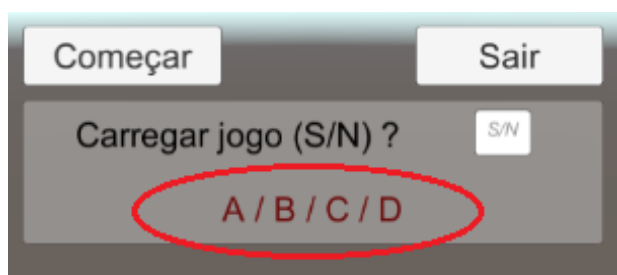 Começar
Sair
Carregar jogo (S/N) ?
S/N
A / B / C / D